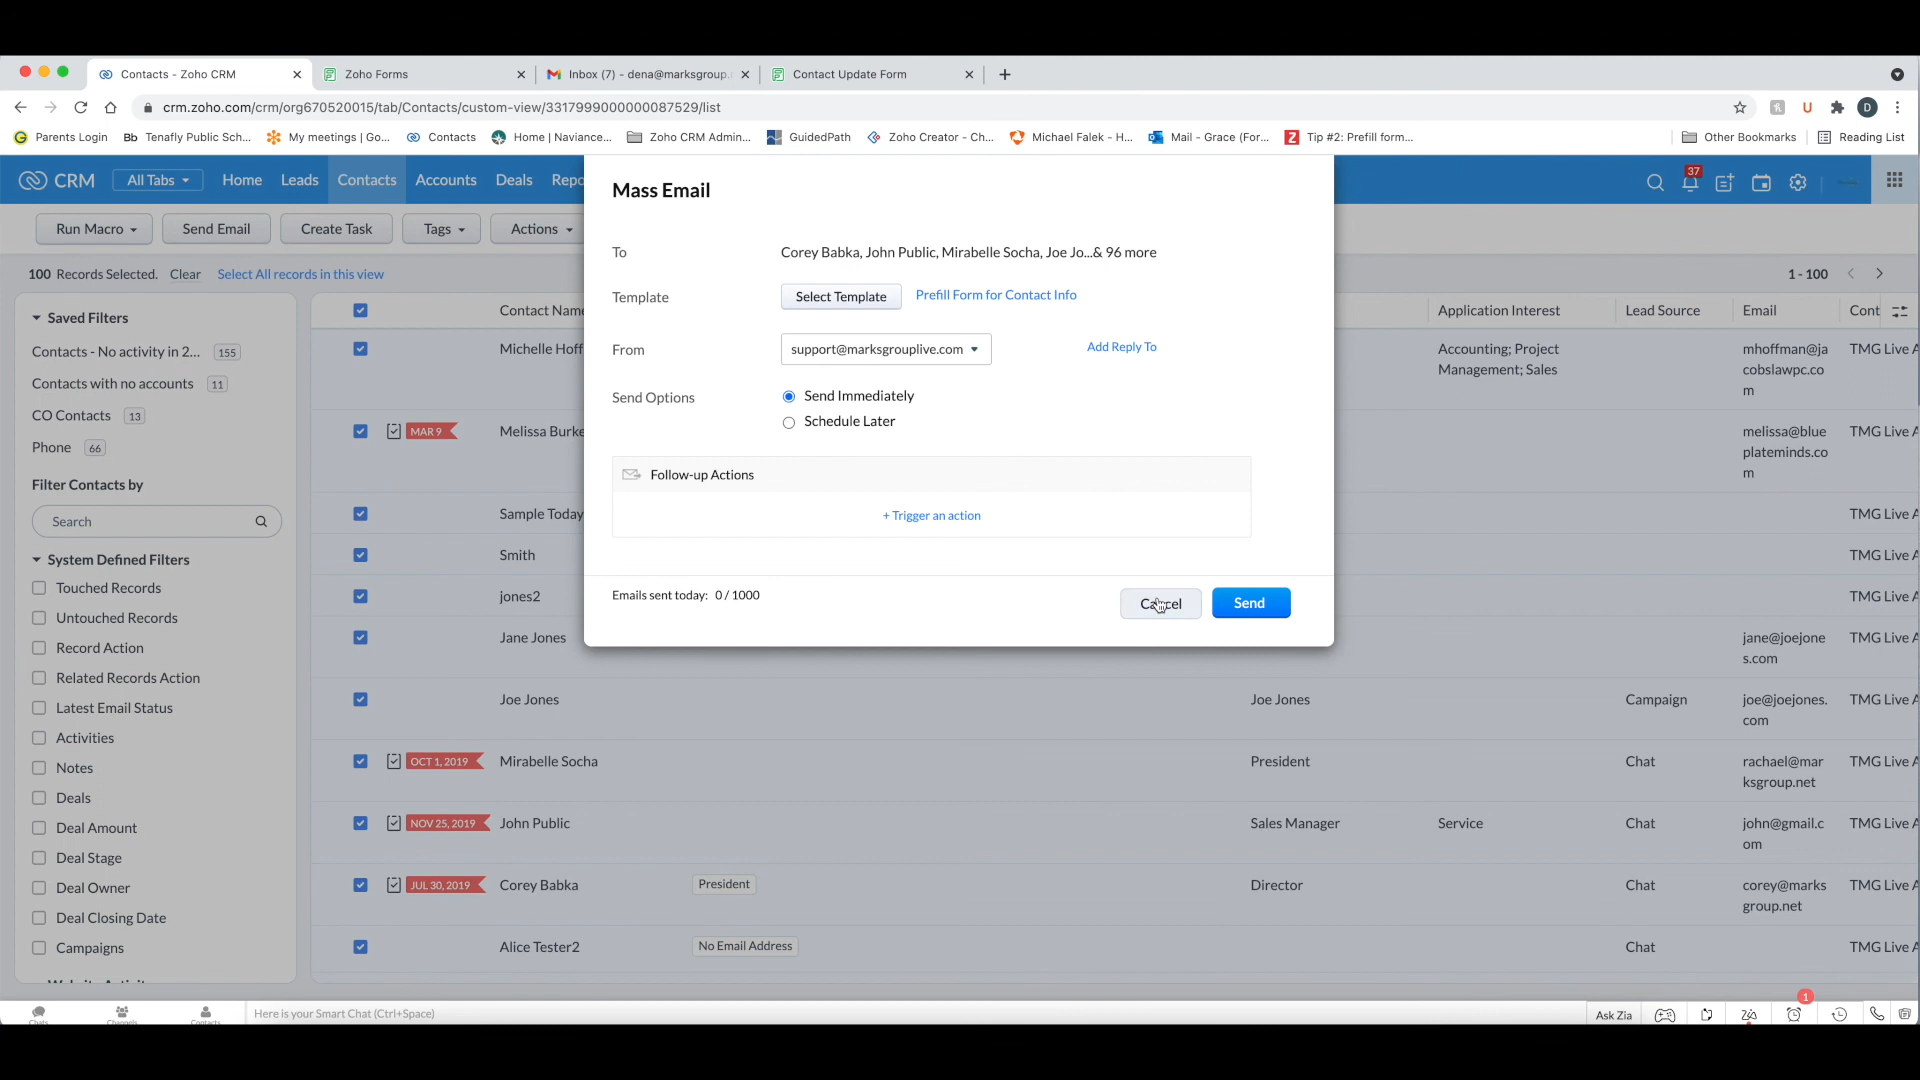 Contacts - Zoho CRM
Zoho Forms
Inbox (7) - dena@marksgroup.
Contact Update Form
crm.zoho.com/crm/org670520015/tab/Contacts/custom-view/3317999000000087529/list
D
Parents Login
Bb Tenafly Public Sch...
My meetings | Go...
Contacts
Home | Naviance...
Zoho CRM Admin...
GuidedPath
Zoho Creator - Ch...
Michael Falek - H...
Mail - Grace (For...
Tip #2: Prefill form...
Other Bookmarks
Reading List
CRM
All Tabs
Home
Leads
Contacts
Accounts
Deals
Repo
37
Run Macro
Send Email
Create Task
Tags
Actions
100 Records Selected. Clear Select All records in this view
1 - 100
Saved Filters
Contacts - No activity in 2... 155
Contacts with no accounts 11
CO Contacts 13
Phone 66
Filter Contacts by
Search
System Defined Filters
Touched Records
Untouched Records
Record Action
Related Records Action
Latest Email Status
Activities
Notes
Deals
Deal Amount
Deal Stage
Deal Owner
Deal Closing Date
Campaigns
Mass Email
To Corey Babka, John Public, Mirabelle Socha, Joe Jo...& 96 more
Template Select Template Prefill Form for Contact Info
From support@marksgrouplive.com Add Reply To
Send Options Send Immediately
Schedule Later
Follow-up Actions
+ Trigger an action
Emails sent today: 0 / 1000
Cancel
Send
Contact Name
Application Interest
Lead Source
Email
Cont
Michelle Hoff
Accounting; Project
Management; Sales
mhoffman@ja
cobslawpc.co
m
TMG Live A
MAR 9
Melissa Burke
melissa@blue
plateminds.co
m
TMG Live A
Sample Today
TMG Live A
Smith
TMG Live A
jones2
TMG Live A
Jane Jones
jane@joejone
s.com
TMG Live A
Joe Jones
Joe Jones
Campaign
joe@joejones.
com
TMG Live A
OCT 1, 2019
Mirabelle Socha
President
Chat
rachael@mar
ksgroup.net
TMG Live A
NOV 25, 2019
John Public
Sales Manager
Service
Chat
john@gmail.c
om
TMG Live A
JUL 30, 2019
Corey Babka
President
Director
Chat
corey@marks
group.net
TMG Live A
Alice Tester2
No Email Address
Chat
TMG Live A
Chats
Channels
Contacts
Here is your Smart Chat (Ctrl+Space)
Ask Zia
1